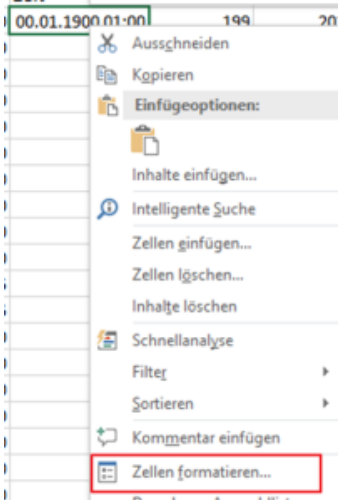 00.01.1900 01:00 199
Ausschneiden
Kopieren
Einfügeoptionen:
Inhalte einfügen...
Intelligente Suche
Zellen einfügen...
Zellen löschen...
Inhalte löschen
Schnellanalyse
Filter
Sortieren
Kommentar einfügen
Zellen formatieren...